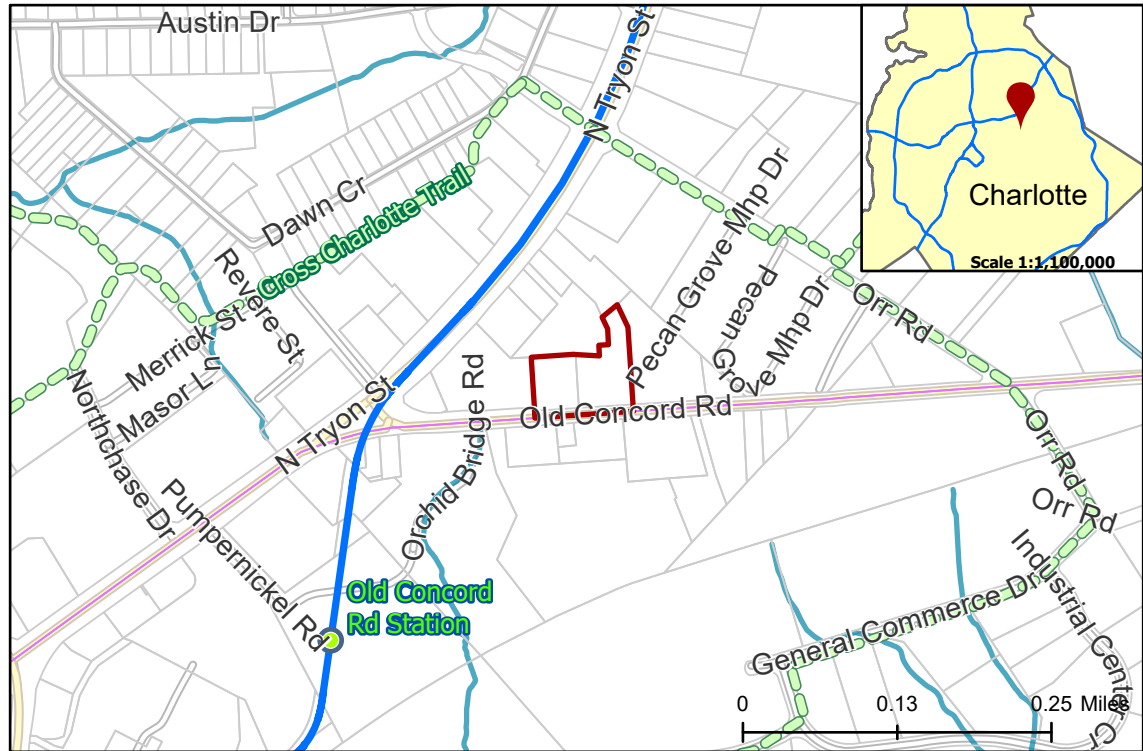 Austin Dr
N Tryon St
Charlotte
Scale 1:1,100,000
Dawn Cr
Cross Charlotte Trail
Revere St
Merrick St
Masor Ln
Northchase Dr
N Tryon St
Pumpernickel Rd
Orchid Bridge Rd
Old Concord Rd
Pecan Grove Mhp Dr
Pecan Grove Mhp Dr
Orr Rd
Orr Rd
Orr Rd
Old Concord
Rd Station
General Commerce Dr
Industrial Center Cr
0 0.13 0.25 Miles